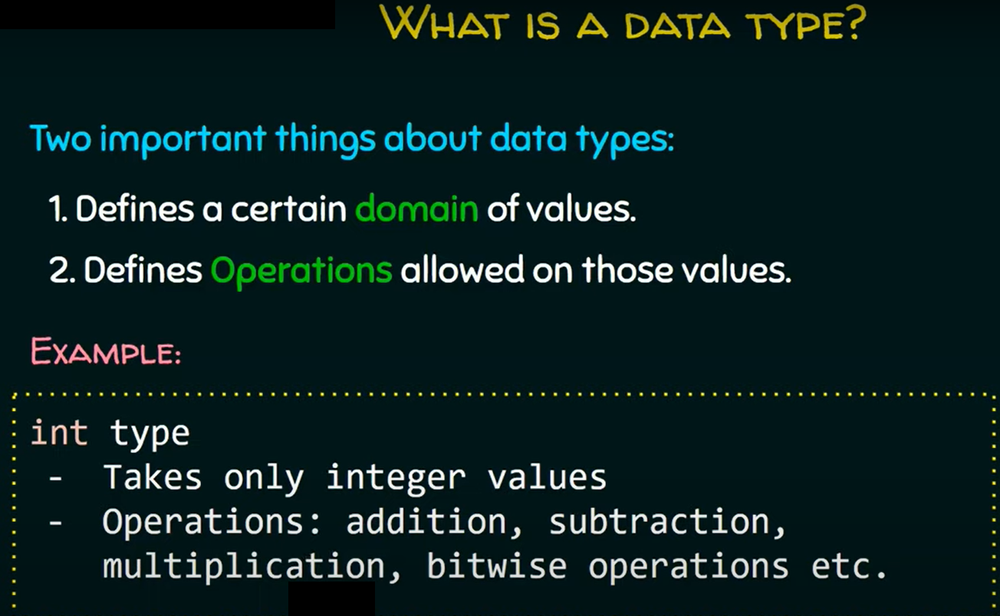 WHAT IS A DATA TYPE?
Two important things about data types:
1. Defines a certain domain of values.
2. Defines Operations allowed on those values.
EXAMPLE:
int type
- Takes only integer values
- Operations: addition, subtraction,
multiplication, bitwise operations etc.